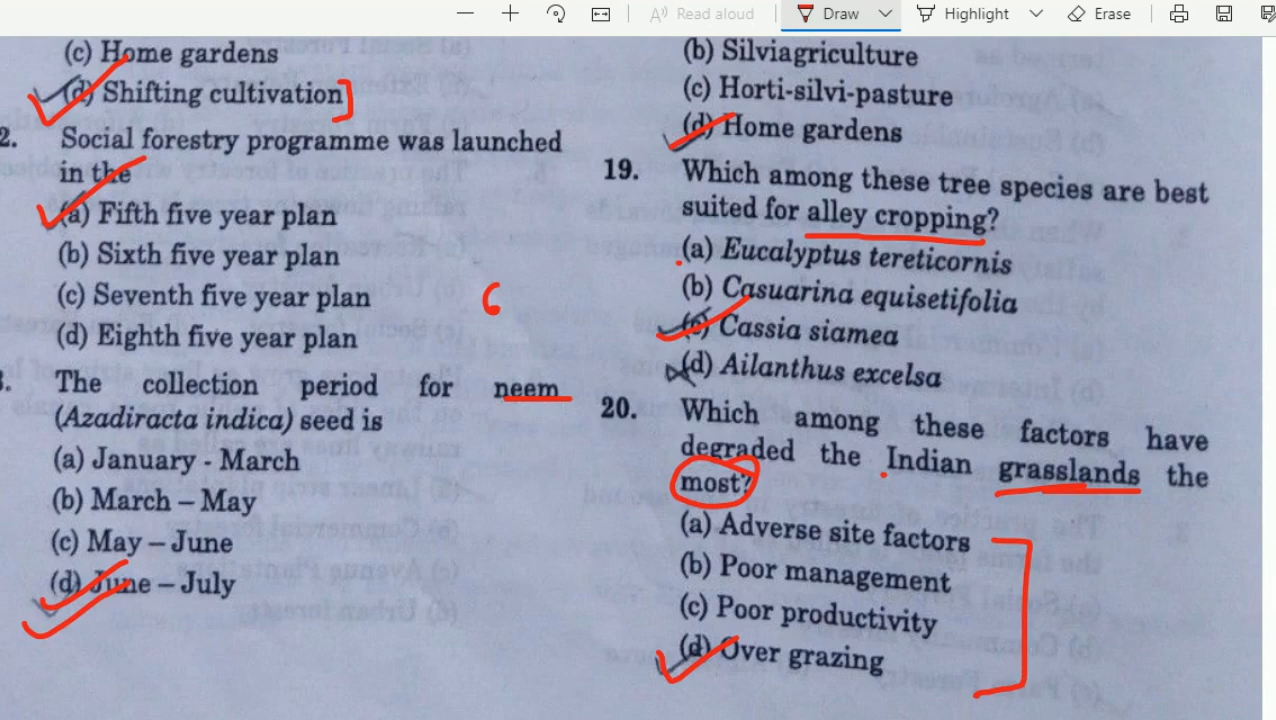 Read aloud
Draw
Highlight
Erase
(c) Home gardens
(d) Shifting cultivation
2. Social forestry programme was launched
in the
(a) Fifth five year plan
(b) Sixth five year plan
(c) Seventh five year plan
(d) Eighth five year plan
The collection period for neem
(Azadiracta indica) seed is
(a) January - March
(b) March – May
(c) May – June
(d) June – July
(b) Silviagriculture
(c) Horti-silvi-pasture
(d) Home gardens
19. Which among these tree species are best
suited for alley cropping?
(a) Eucalyptus tereticornis
(b) Casuarina equisetifolia
(c) Cassia siamea
(d) Ailanthus excelsa
20. Which among these factors have
degraded the Indian grasslands the
most?
(a) Adverse site factors
(b) Poor management
(c) Poor productivity
(d) Over grazing